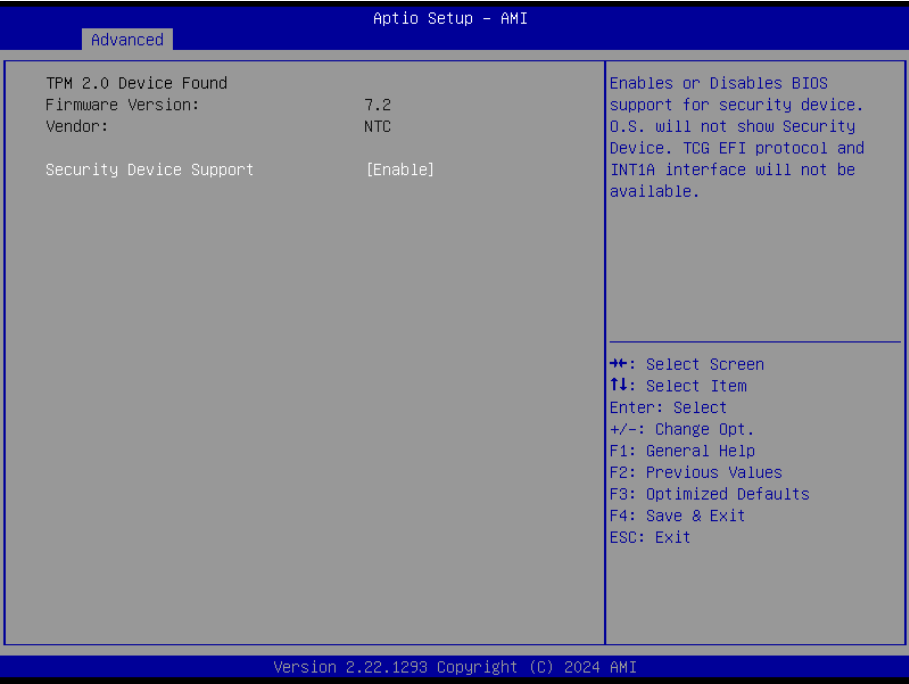 Aptio Setup - AMI
Advanced
TPM 2.0 Device Found
Firmware Version: 7.2
Vendor: NTC
Security Device Support [Enable]
Enables or Disables BIOS
support for security device.
O.S. will not show Security
Device. TCG EFI protocol and
INT1A interface will not be
available.
→←: Select Screen
↑↓: Select Item
Enter: Select
+/-: Change Opt.
F1: General Help
F2: Previous Values
F3: Optimized Defaults
F4: Save & Exit
ESC: Exit
Version 2.22.1293 Copyright (C) 2024 AMI